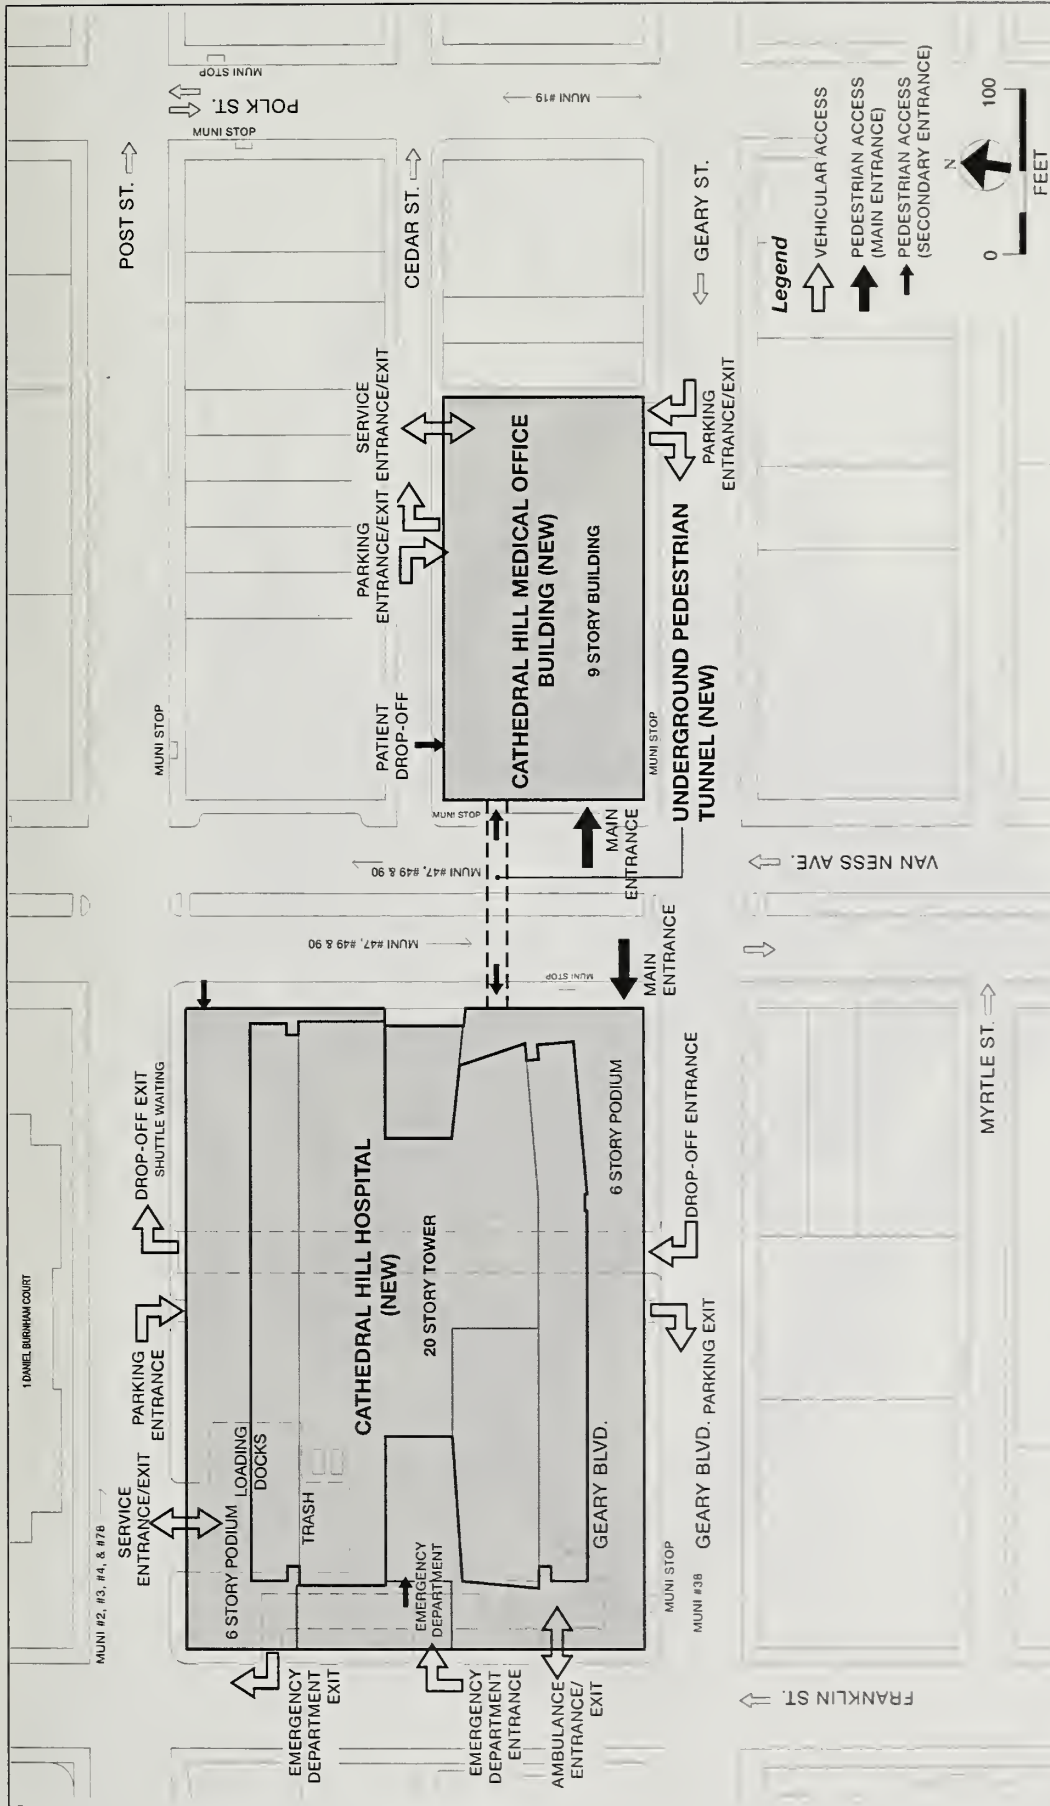 1 DANIEL BURNHAM COURT
MUNI #2, #3, #4, & #78
POST ST.
SERVICE
ENTRANCE/EXIT
PARKING
ENTRANCE
DROP-OFF EXIT
SHUTTLE WAITING
MUNI STOP
MUNI STOP
MUNI STOP
POLK ST.
EMERGENCY
DEPARTMENT
EXIT
6 STORY PODIUM
LOADING
DOCKS
TRASH
CATHEDRAL HILL HOSPITAL
(NEW)
20 STORY TOWER
EMERGENCY
DEPARTMENT
EMERGENCY
DEPARTMENT
ENTRANCE
AMBULANCE
ENTRANCE/
EXIT
GEARY BLVD.
6 STORY PODIUM
MUNI #47, #49 & 90
MUNI #47, #49 & 90
MUNI STOP
MUNI STOP
PATIENT
DROP-OFF
PARKING
ENTRANCE/EXIT
SERVICE
ENTRANCE/EXIT
CEDAR ST.
MUNI #19
CATHEDRAL HILL MEDICAL OFFICE
BUILDING (NEW)
9 STORY BUILDING
MAIN
ENTRANCE
MAIN
ENTRANCE
MUNI STOP
UNDERGROUND PEDESTRIAN
TUNNEL (NEW)
PARKING
ENTRANCE/EXIT
GEARY ST.
MUNI STOP
MUNI #38
GEARY BLVD.
PARKING EXIT
DROP-OFF ENTRANCE
FRANKLIN ST.
VAN NESS AVE.
MYRTLE ST.
Legend
VEHICULAR ACCESS
PEDESTRIAN ACCESS
(MAIN ENTRANCE)
PEDESTRIAN ACCESS
(SECONDARY ENTRANCE)
N
0 100
FEET